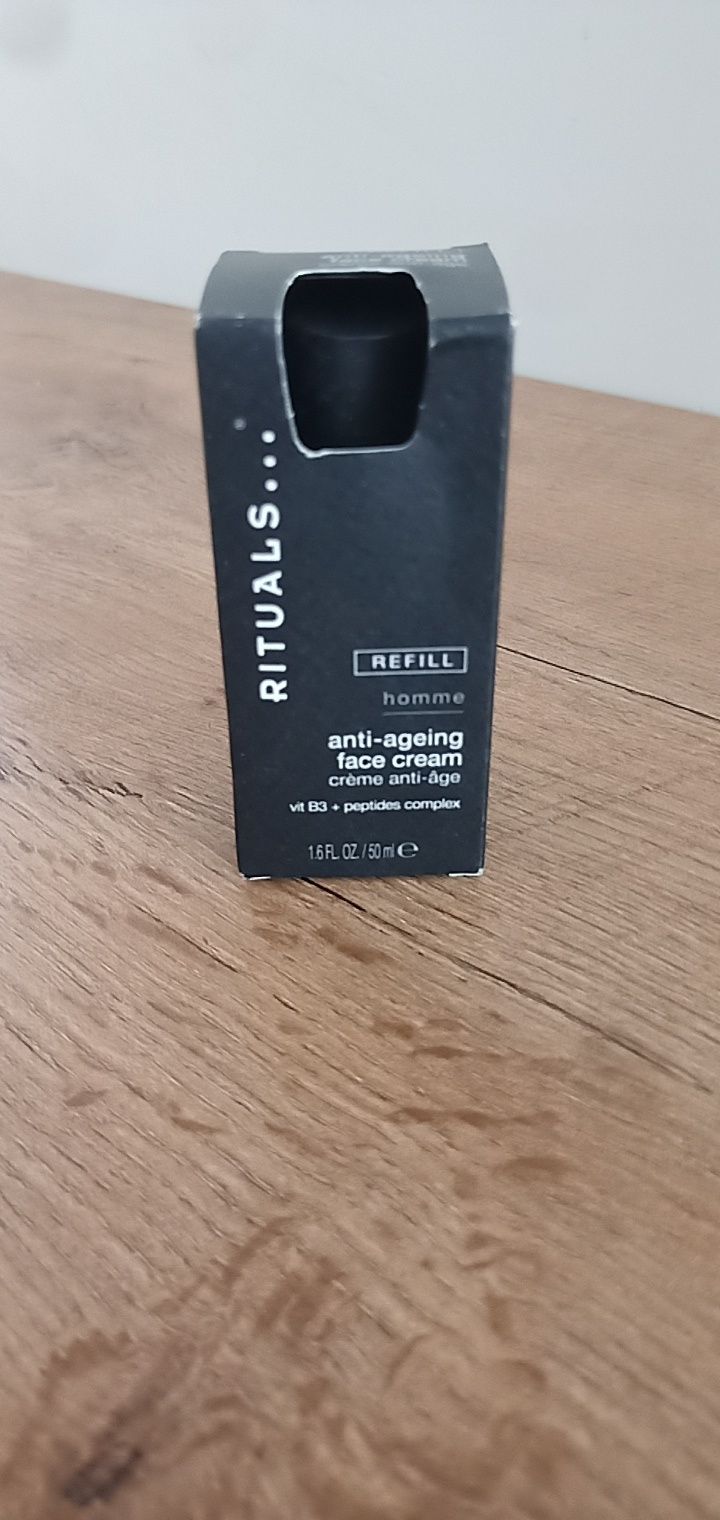 RITUALS...
REFILL
homme
anti-ageing
face cream
crème anti-âge
vit B3 + peptides complex
1.6 FL. OZ. / 50 ml ℮